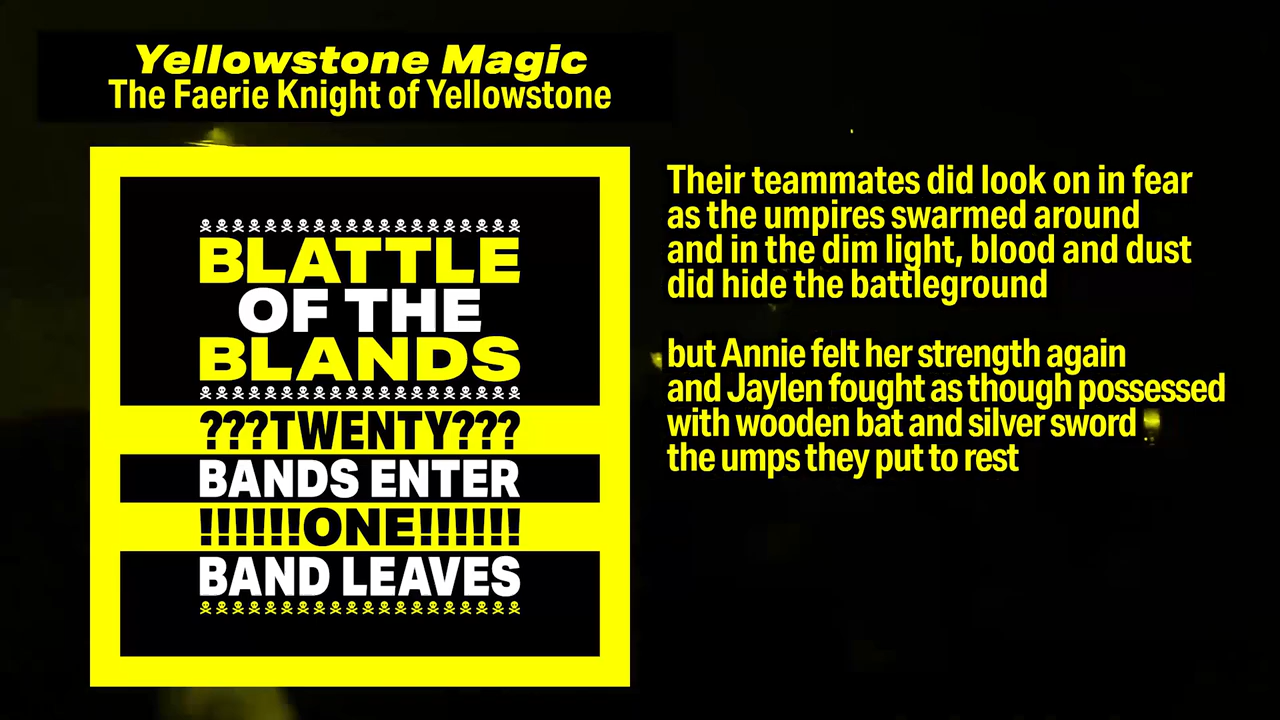 Yellowstone Magic
The Faerie Knight of Yellowstone
BLATTLE
OF THE
BLANDS
???TWENTY???
BANDS ENTER
!!!!!!ONE!!!!!!
BAND LEAVES
Their teammates did look on in fear
as the umpires swarmed around
and in the dim light, blood and dust
did hide the battleground
but Annie felt her strength again
and Jaylen fought as though possessed
with wooden bat and silver sword
the umps they put to rest